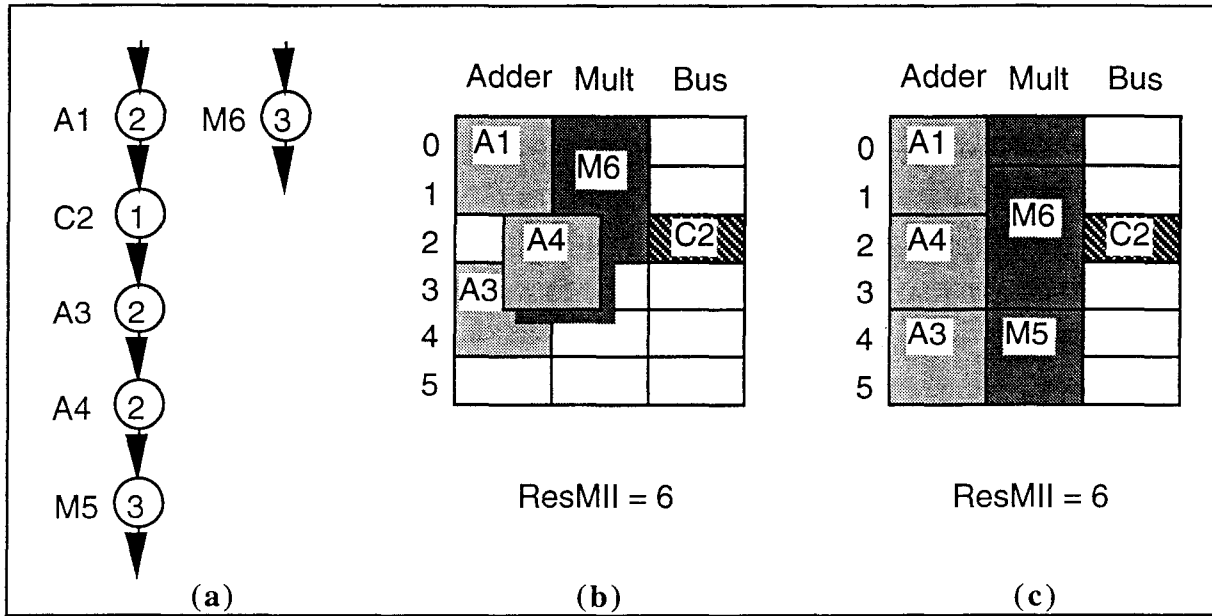 A1 2 M6 3
C2 1
A3 2
A4 2
M5 3
(a)
Adder Mult Bus
0 A1
M6
1
2 A4 C2
3 A3
4
5
ResMII = 6
(b)
Adder Mult Bus
0 A1
1
M6
2 A4 C2
3
4 A3 M5
5
ResMII = 6
(c)